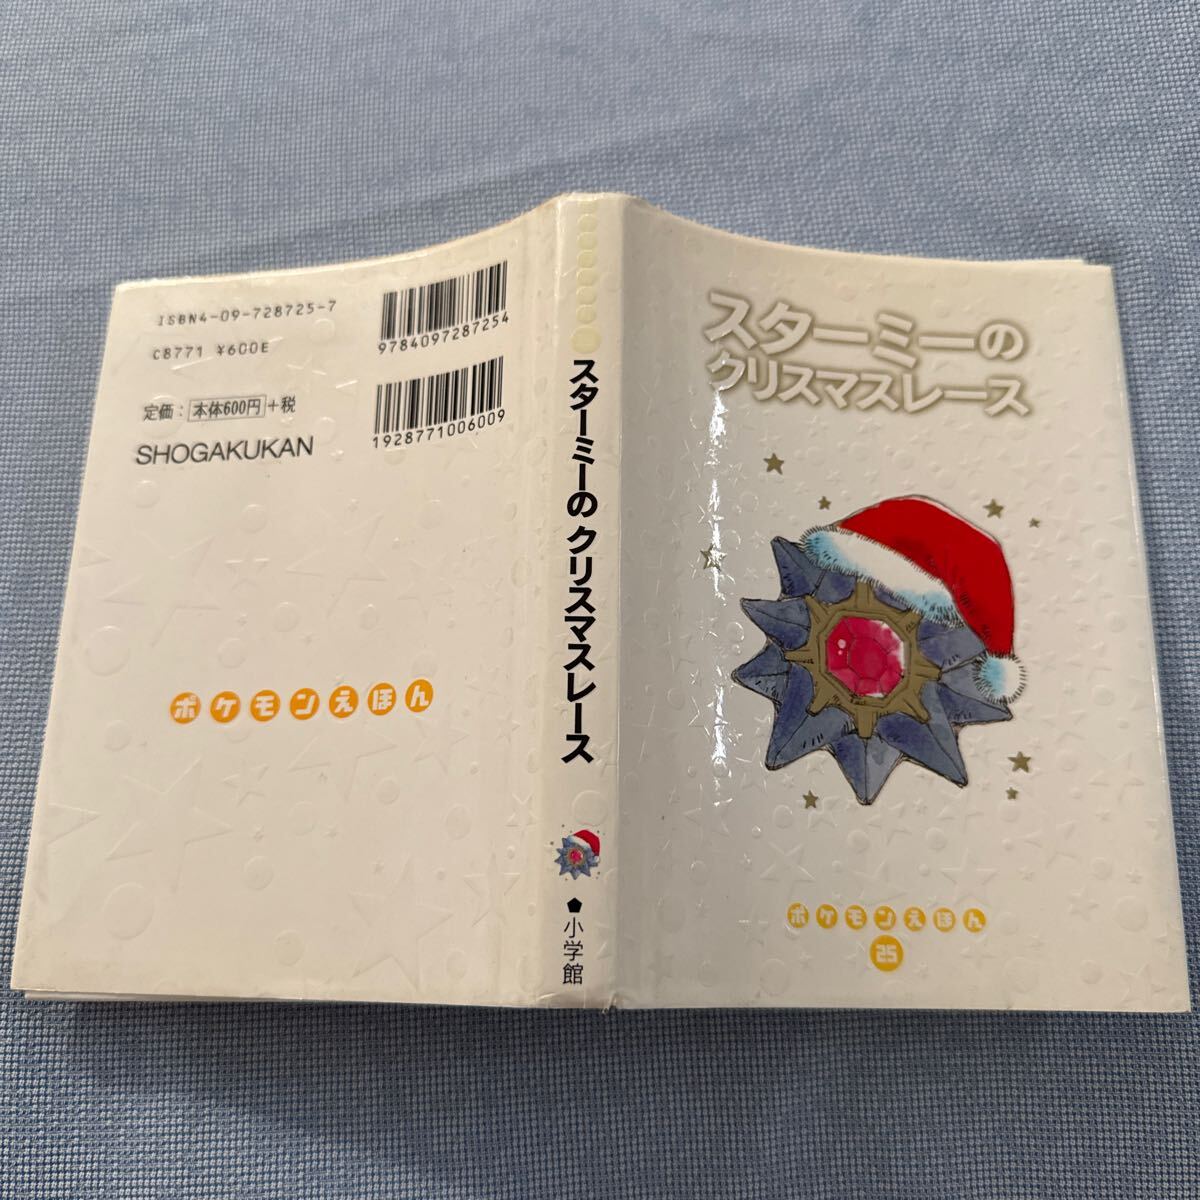 ISBN4-09-728725-7
C8771 ¥600E
定価:本体600円+税
SHOGAKUKAN
9784097287254
1928771006009
ポケモンえほん
スターミーの クリスマスレース
小学館
スターミーの
クリスマスレース
ポケモンえほん
25